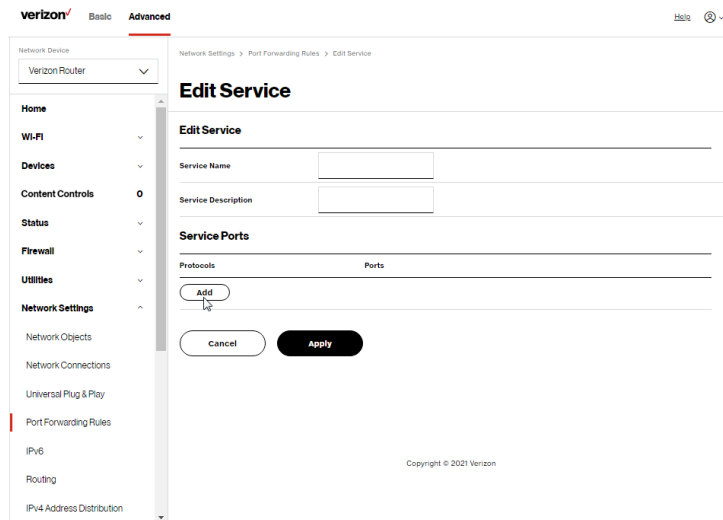 verizon Basic Advanced Help
Network Device
Verizon Router
Home
Wi-Fi
Devices
Content Controls 0
Status
Firewall
Utilities
Network Settings
Network Objects
Network Connections
Universal Plug & Play
Port Forwarding Rules
IPv6
Routing
IPv4 Address Distribution
Network Settings > Port Forwarding Rules > Edit Service
Edit Service
Edit Service
Service Name
Service Description
Service Ports
Protocols Ports
Add
Cancel Apply
Copyright © 2021 Verizon